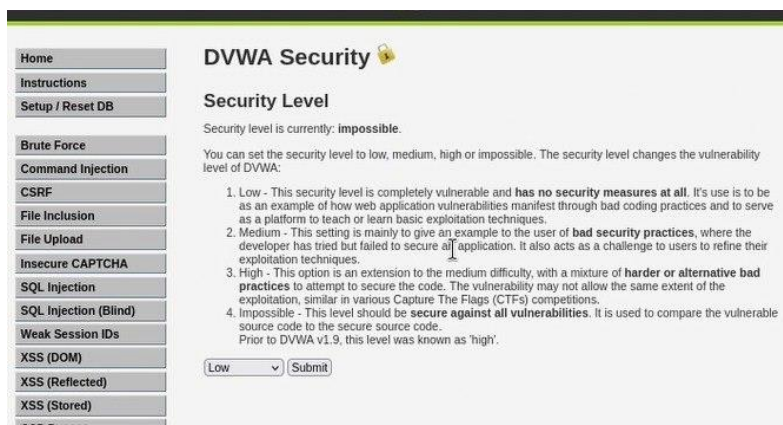 Home
Instructions
Setup / Reset DB
Brute Force
Command Injection
CSRF
File Inclusion
File Upload
Insecure CAPTCHA
SQL Injection
SQL Injection (Blind)
Weak Session IDs
XSS (DOM)
XSS (Reflected)
XSS (Stored)
DVWA Security
Security Level
Security level is currently: impossible.
You can set the security level to low, medium, high or impossible. The security level changes the vulnerability
level of DVWA:
1. Low - This security level is completely vulnerable and has no security measures at all. It's use is to be
as an example of how web application vulnerabilities manifest through bad coding practices and to serve
as a platform to teach or learn basic exploitation techniques.
2. Medium - This setting is mainly to give an example to the user of bad security practices, where the
developer has tried but failed to secure an application. It also acts as a challenge to users to refine their
exploitation techniques.
3. High - This option is an extension to the medium difficulty, with a mixture of harder or alternative bad
practices to attempt to secure the code. The vulnerability may not allow the same extent of the
exploitation, similar in various Capture The Flags (CTFs) competitions.
4. Impossible - This level should be secure against all vulnerabilities. It is used to compare the vulnerable
source code to the secure source code.
Prior to DVWA v1.9, this level was known as 'high'.
Low
Submit